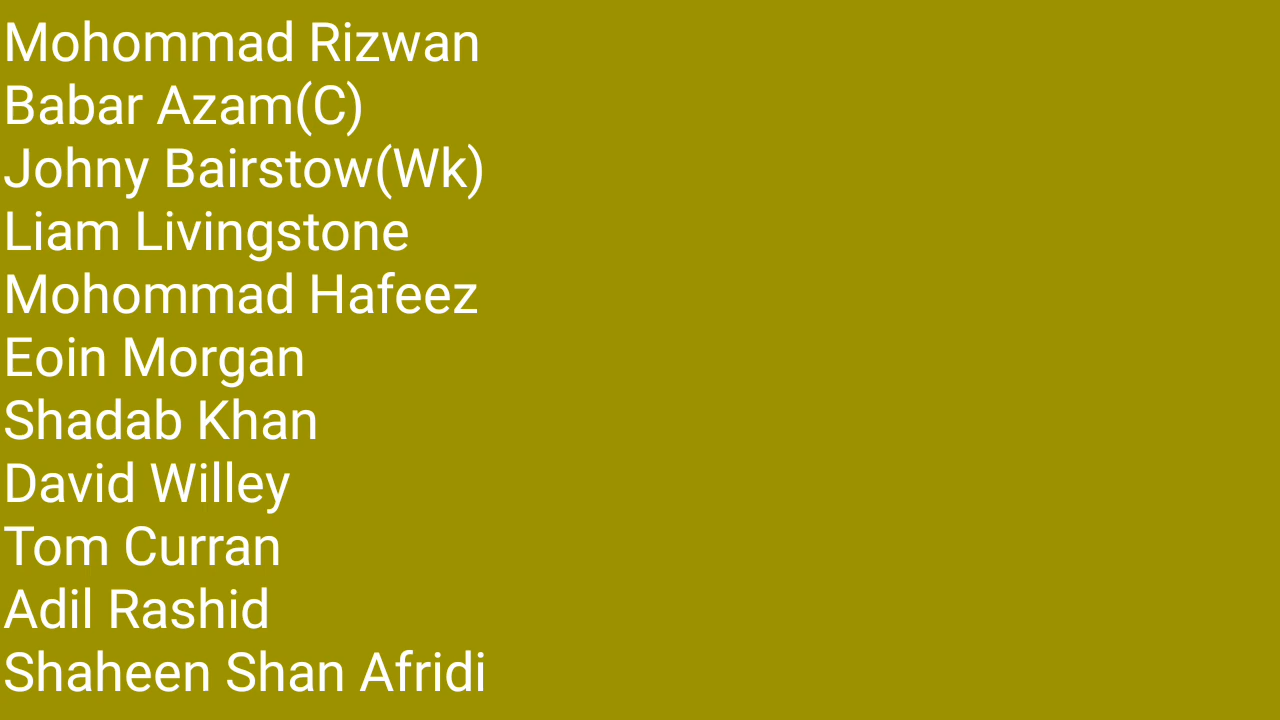 Mohommad Rizwan
Babar Azam(C)
Johny Bairstow(Wk)
Liam Livingstone
Mohommad Hafeez
Eoin Morgan
Shadab Khan
David Willey
Tom Curran
Adil Rashid
Shaheen Shan Afridi